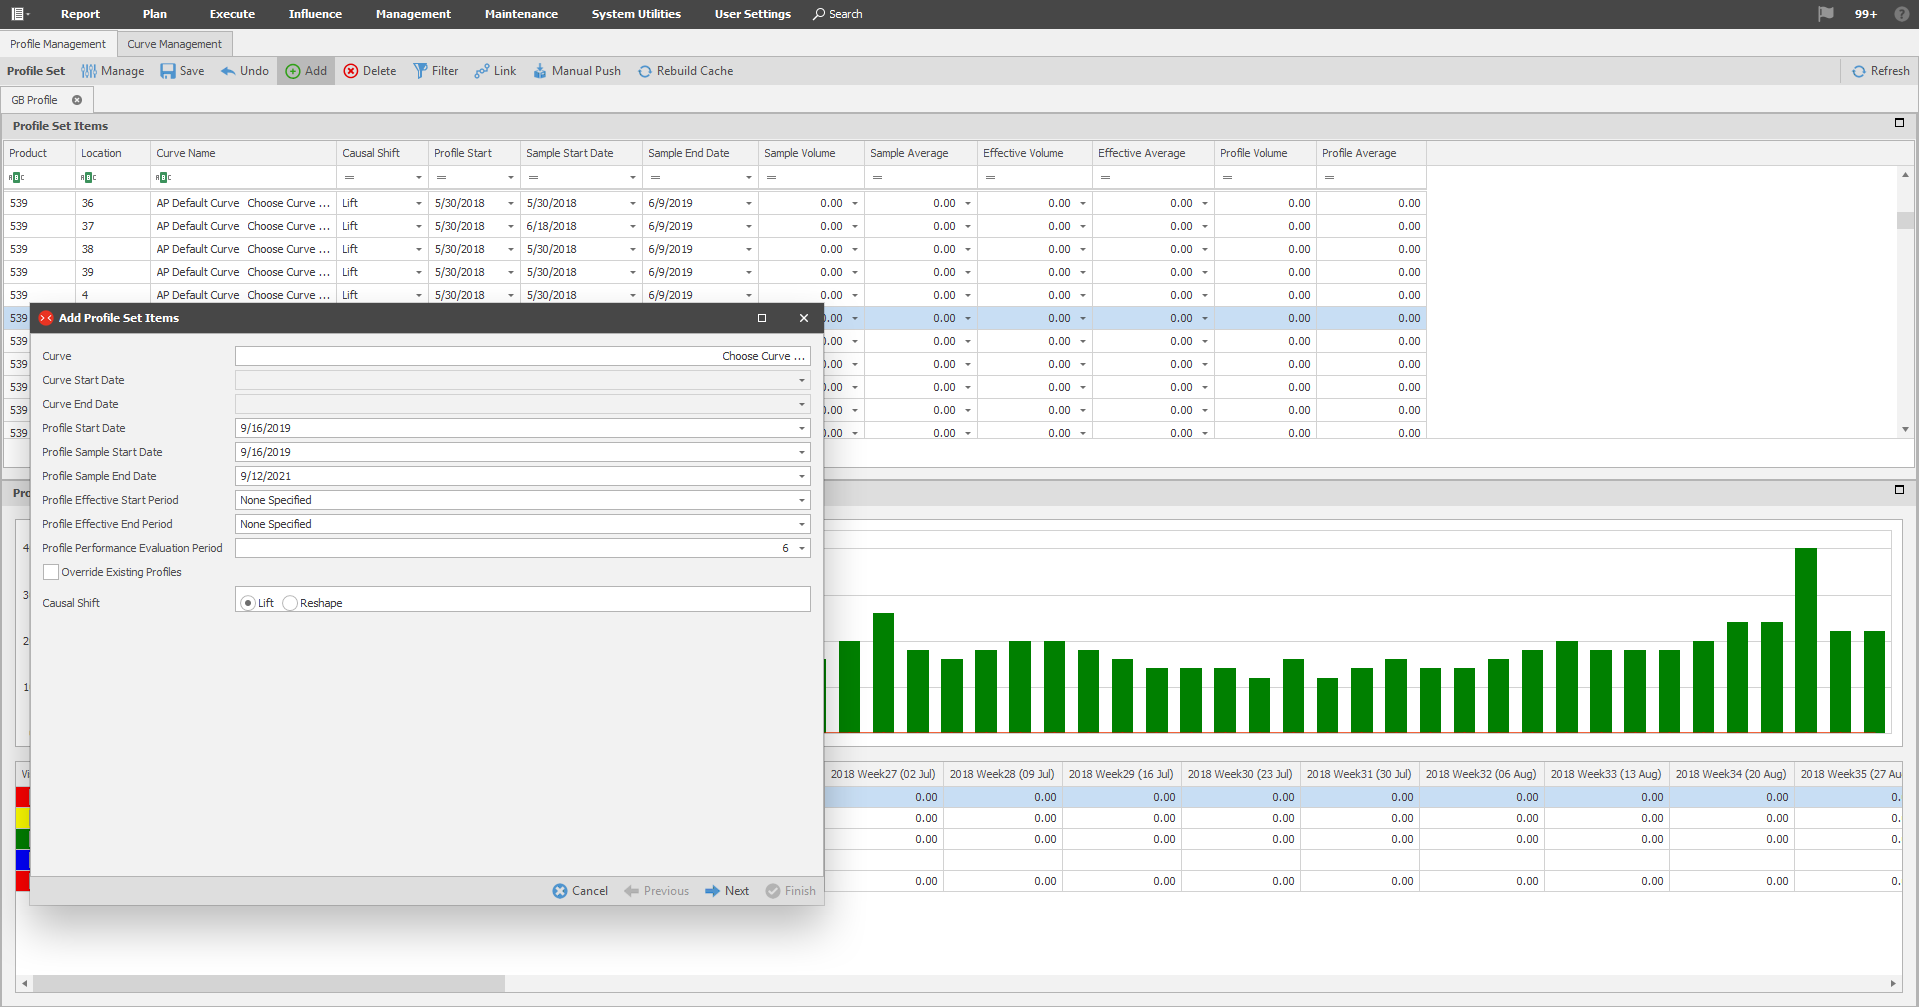 Report Plan Execute Influence Management Maintenance System Utilities User Settings Search 99+ ?
Profile Management Curve Management
Profile Set Manage Save Undo Add Delete Filter Link Manual Push Rebuild Cache Refresh
GB Profile
Profile Set Items
Product Location Curve Name Causal Shift Profile Start Sample Start Date Sample End Date Sample Volume Sample Average Effective Volume Effective Average Profile Volume Profile Average
ABC ABC ABC = = = = = = = = = =
539 36 AP Default Curve Choose Curve ... Lift 5/30/2018 5/30/2018 6/9/2019 0.00 0.00 0.00 0.00 0.00 0.00
539 37 AP Default Curve Choose Curve ... Lift 5/30/2018 6/18/2018 6/9/2019 0.00 0.00 0.00 0.00 0.00 0.00
539 38 AP Default Curve Choose Curve ... Lift 5/30/2018 5/30/2018 6/9/2019 0.00 0.00 0.00 0.00 0.00 0.00
539 39 AP Default Curve Choose Curve ... Lift 5/30/2018 5/30/2018 6/9/2019 0.00 0.00 0.00 0.00 0.00 0.00
539 4 AP Default Curve Choose Curve ... Lift 5/30/2018 5/30/2018 6/9/2019 0.00 0.00 0.00 0.00 0.00 0.00
539 .00 0.00 0.00 0.00 0.00 0.00
539 .00 0.00 0.00 0.00 0.00 0.00
539 .00 0.00 0.00 0.00 0.00 0.00
539 .00 0.00 0.00 0.00 0.00 0.00
539 .00 0.00 0.00 0.00 0.00 0.00
539 .00 0.00 0.00 0.00 0.00 0.00
Add Profile Set Items
Curve Choose Curve ...
Curve Start Date
Curve End Date
Profile Start Date 9/16/2019
Profile Sample Start Date 9/16/2019
Profile Sample End Date 9/12/2021
Profile Effective Start Period None Specified
Profile Effective End Period None Specified
Profile Performance Evaluation Period 6
Override Existing Profiles
Causal Shift Lift Reshape
Cancel Previous Next Finish
Pro
4
3
2
1
Vi 2018 Week27 (02 Jul) 2018 Week28 (09 Jul) 2018 Week29 (16 Jul) 2018 Week30 (23 Jul) 2018 Week31 (30 Jul) 2018 Week32 (06 Aug) 2018 Week33 (13 Aug) 2018 Week34 (20 Aug) 2018 Week35 (27 Au
0.00 0.00 0.00 0.00 0.00 0.00 0.00 0.00 0.
0.00 0.00 0.00 0.00 0.00 0.00 0.00 0.00 0.
0.00 0.00 0.00 0.00 0.00 0.00 0.00 0.00 0.
0.00 0.00 0.00 0.00 0.00 0.00 0.00 0.00 0.